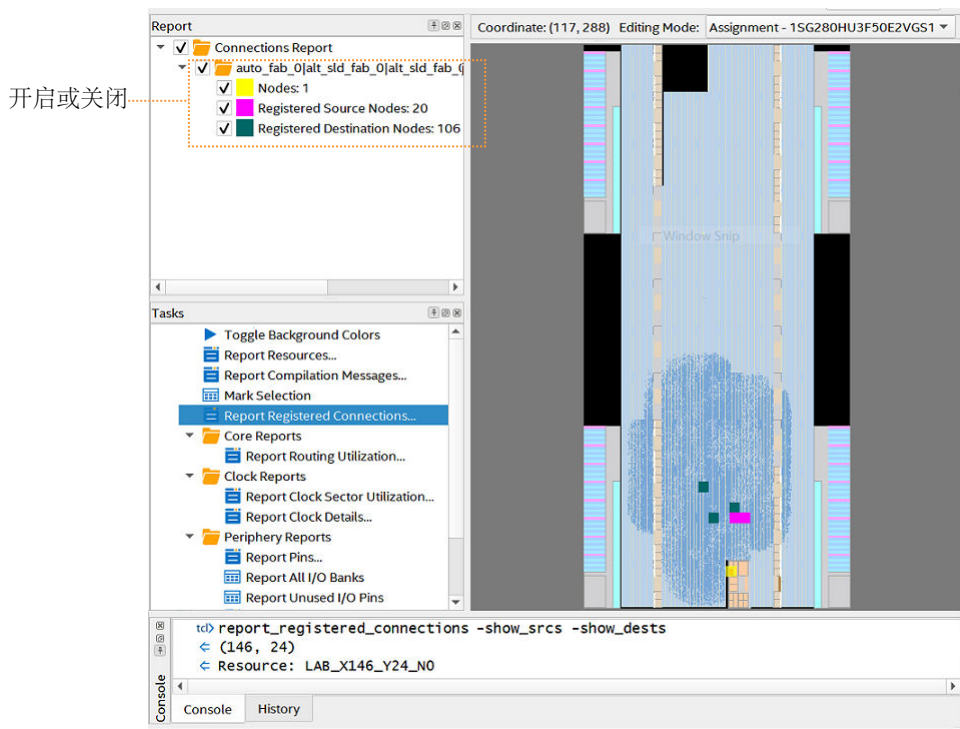 Report
Coordinate: (117, 288) Editing Mode: Assignment - 1SG280HU3F50E2VGS1
Connections Report
auto_fab_0|alt_sld_fab_0|alt_sld_fab_0
Nodes: 1
开启或关闭
Registered Source Nodes: 20
Registered Destination Nodes: 106
Window Snip
Tasks
Toggle Background Colors
Report Resources...
Report Compilation Messages...
Mark Selection
Report Registered Connections...
Core Reports
Report Routing Utilization...
Clock Reports
Report Clock Sector Utilization...
Report Clock Details...
Periphery Reports
Report Pins...
Report All I/O Banks
Report Unused I/O Pins
tcl> report_registered_connections -show_srcs -show_dests
(146, 24)
Resource: LAB_X146_Y24_N0
Console
Console History